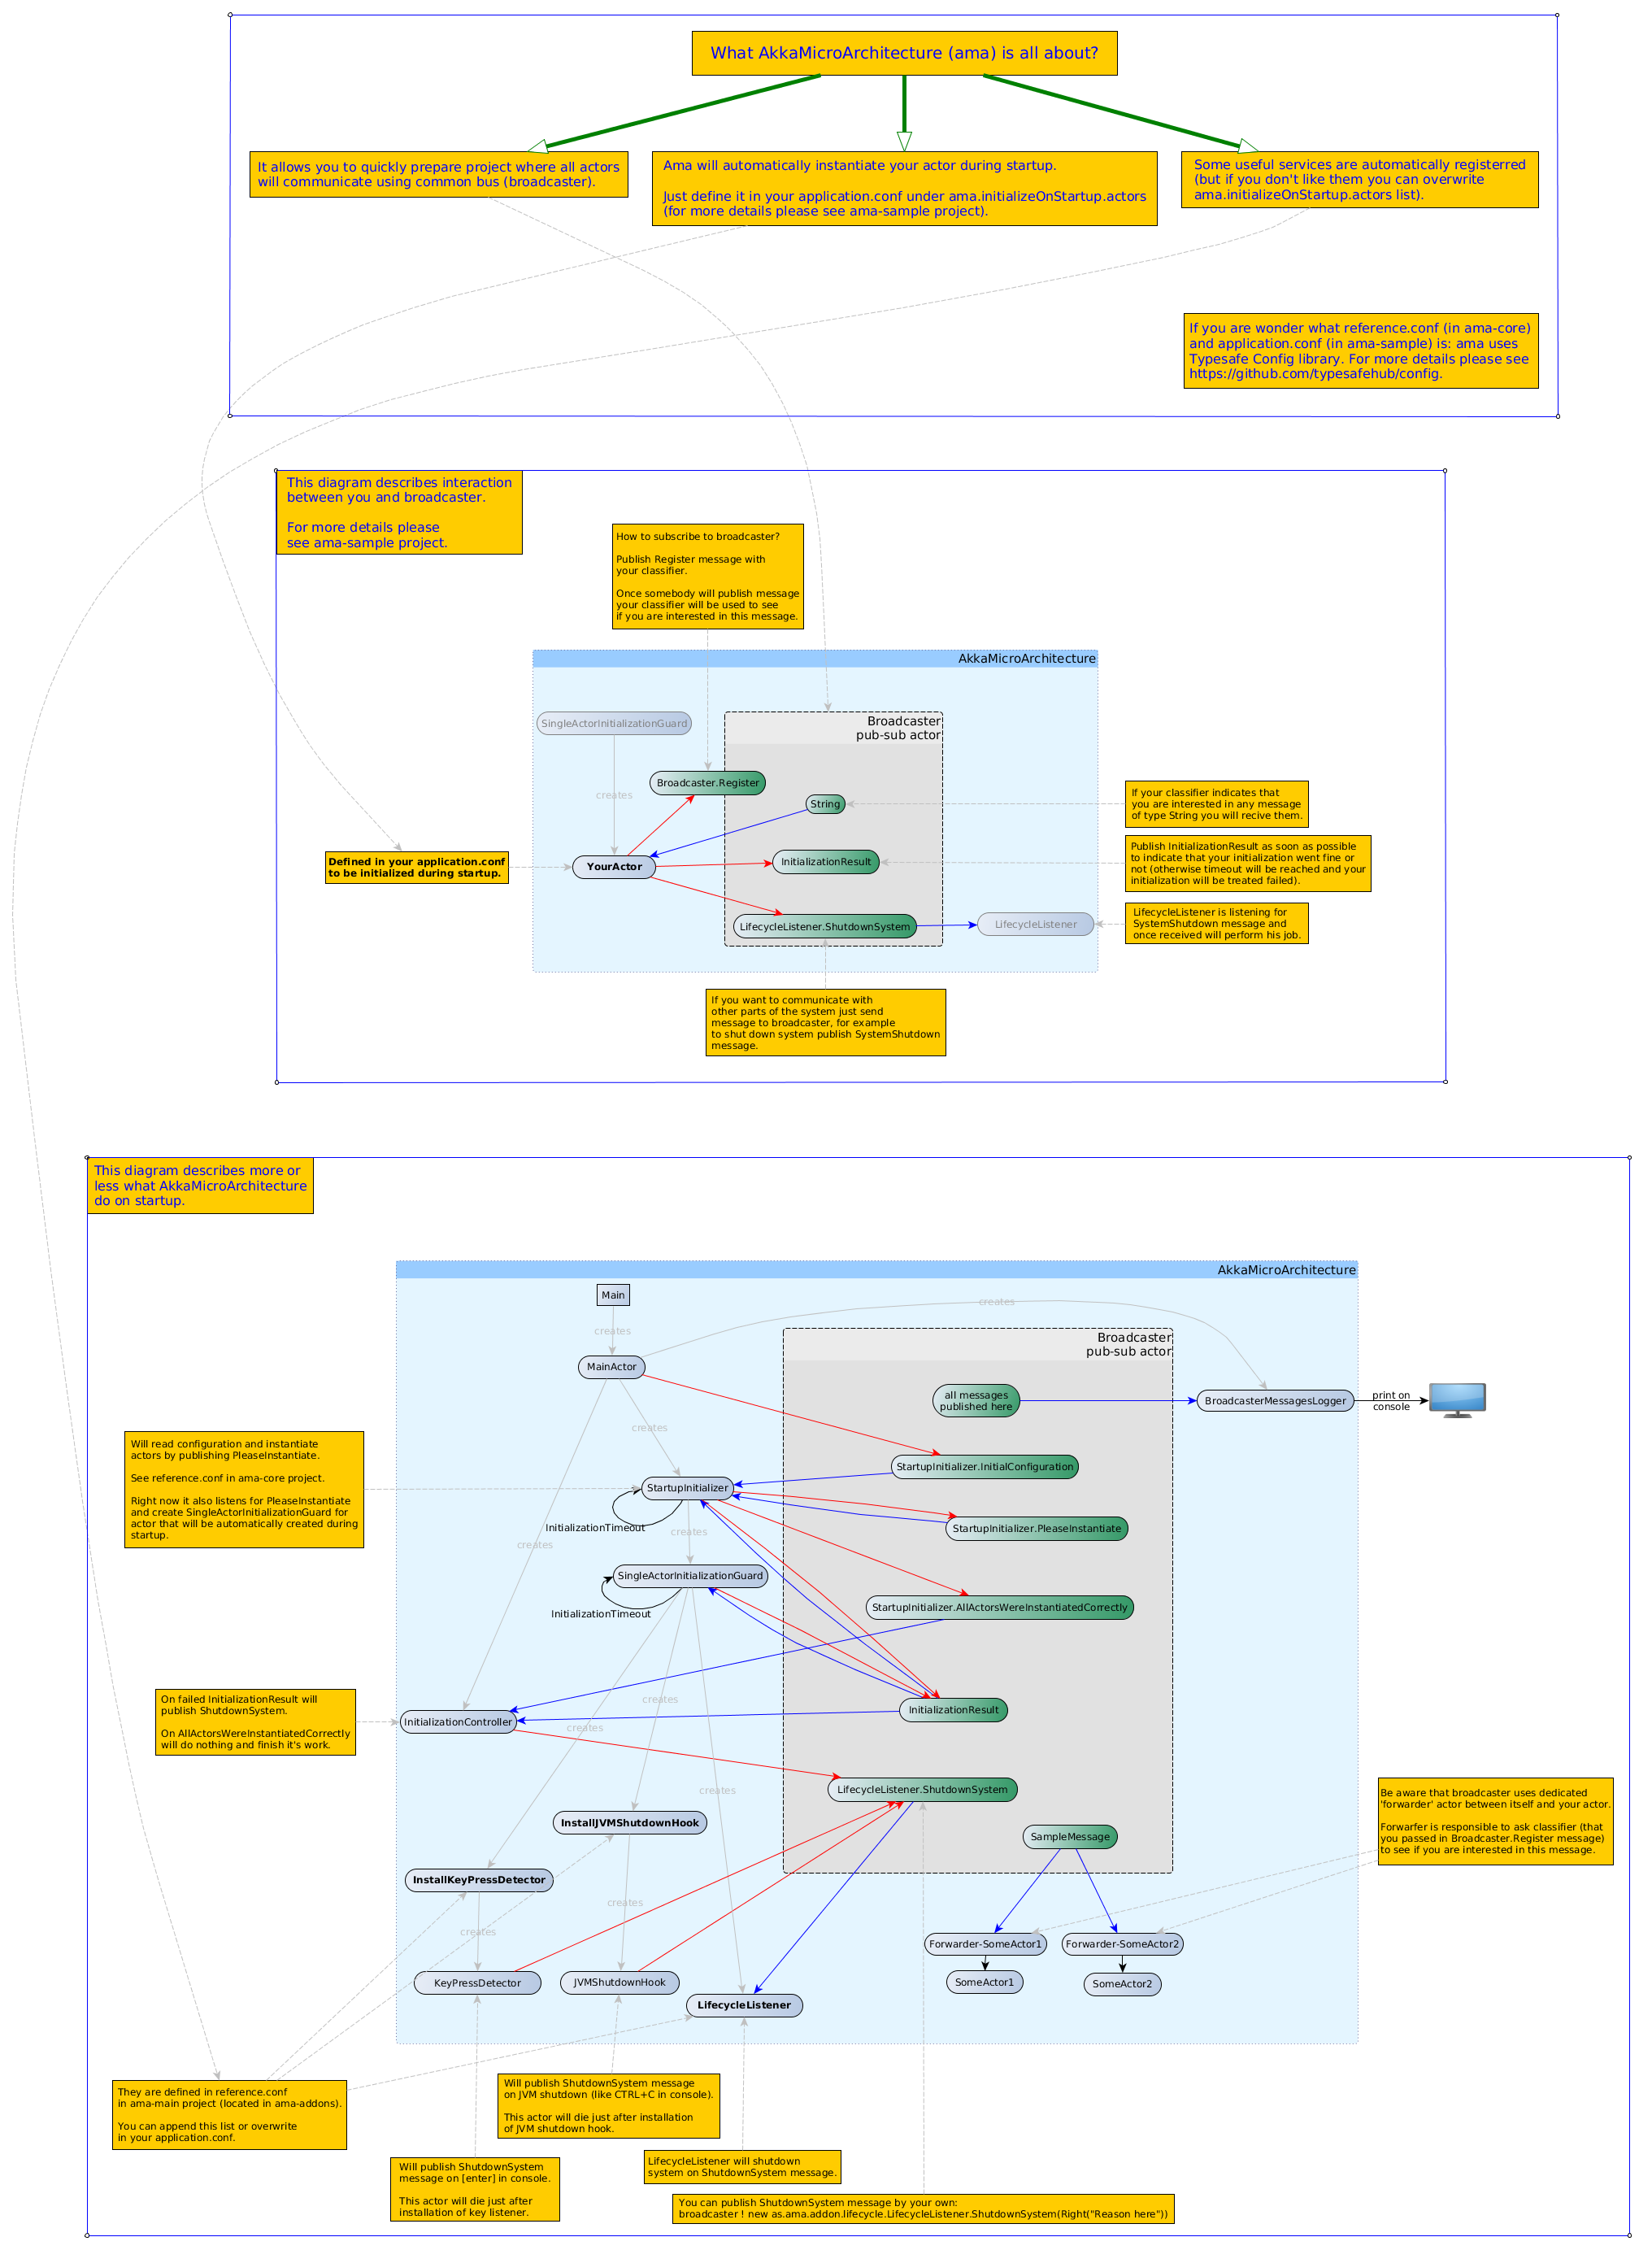 What AkkaMicroArchitecture (ama) is all about?
It allows you to quickly prepare project where all actors
will communicate using common bus (broadcaster).
Ama will automatically instantiate your actor during startup.
Just define it in your application.conf under ama.initializeOnStartup.actors
(for more details please see ama-sample project).
Some useful services are automatically registerred
(but if you don't like them you can overwrite
ama.initializeOnStartup.actors list).
If you are wonder what reference.conf (in ama-core)
and application.conf (in ama-sample) is: ama uses
Typesafe Config library. For more details please see
https://github.com/typesafehub/config.
This diagram describes interaction
between you and broadcaster.
For more details please
see ama-sample project.
How to subscribe to broadcaster?
Publish Register message with
your classifier.
Once somebody will publish message
your classifier will be used to see
if you are interested in this message.
AkkaMicroArchitecture
SingleActorInitializationGuard
Broadcaster
pub-sub actor
Broadcaster.Register
creates
String
If your classifier indicates that
you are interested in any message
of type String you will recive them.
Defined in your application.conf
to be initialized during startup.
YourActor
InitializationResult
Publish InitializationResult as soon as possible
to indicate that your initialization went fine or
not (otherwise timeout will be reached and your
initialization will be treated failed).
LifecycleListener.ShutdownSystem
LifecycleListener
LifecycleListener is listening for
SystemShutdown message and
once received will perform his job.
If you want to communicate with
other parts of the system just send
message to broadcaster, for example
to shut down system publish SystemShutdown
message.
This diagram describes more or
less what AkkaMicroArchitecture
do on startup.
AkkaMicroArchitecture
Main
creates
creates
MainActor
Broadcaster
pub-sub actor
all messages
published here
BroadcasterMessagesLogger
print on
console
creates
Will read configuration and instantiate
actors by publishing PleaseInstantiate.
See reference.conf in ama-core project.
Right now it also listens for PleaseInstantiate
and create SingleActorInitializationGuard for
actor that will be automatically created during
startup.
StartupInitializer.InitialConfiguration
StartupInitializer
InitializationTimeout
creates
StartupInitializer.PleaseInstantiate
creates
SingleActorInitializationGuard
InitializationTimeout
StartupInitializer.AllActorsWereInstantiatedCorrectly
On failed InitializationResult will
publish ShutdownSystem.
On AllActorsWereInstantiatedCorrectly
will do nothing and finish it's work.
InitializationController
creates
creates
InitializationResult
creates
LifecycleListener.ShutdownSystem
InstallJVMShutdownHook
SampleMessage
Be aware that broadcaster uses dedicated
'forwarder' actor between itself and your actor.
Forwarfer is responsible to ask classifier (that
you passed in Broadcaster.Register message)
to see if you are interested in this message.
InstallKeyPressDetector
creates
creates
Forwarder-SomeActor1
Forwarder-SomeActor2
KeyPressDetector
JVMShutdownHook
SomeActor1
SomeActor2
LifecycleListener
They are defined in reference.conf
in ama-main project (located in ama-addons).
You can append this list or overwrite
in your application.conf.
Will publish ShutdownSystem message
on JVM shutdown (like CTRL+C in console).
This actor will die just after installation
of JVM shutdown hook.
Will publish ShutdownSystem
message on [enter] in console.
This actor will die just after
installation of key listener.
LifecycleListener will shutdown
system on ShutdownSystem message.
You can publish ShutdownSystem message by your own:
broadcaster ! new as.ama.addon.lifecycle.LifecycleListener.ShutdownSystem(Right("Reason here"))